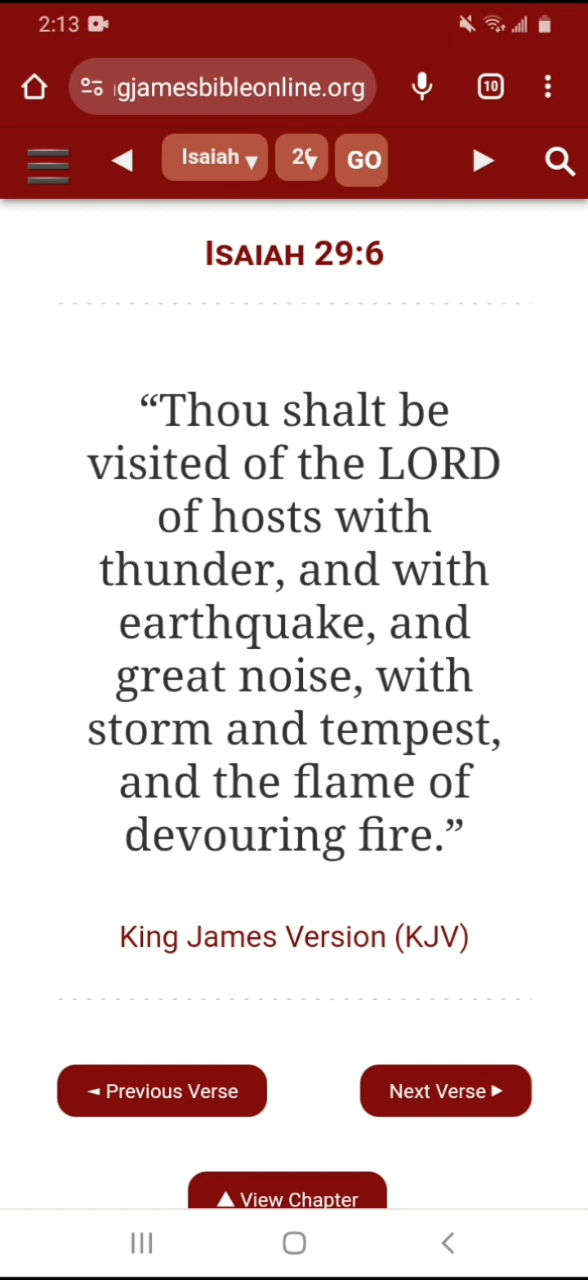 2:13
gjamesbibleonline.org
10
Isaiah
GO
ISAIAH 29:6
“Thou shalt be
visited of the LORD
of hosts with
thunder, and with
earthquake, and
great noise, with
storm and tempest,
and the flame of
devouring fire.”
King James Version (KJV)
◄ Previous Verse
Next Verse ►
▲ View Chapter